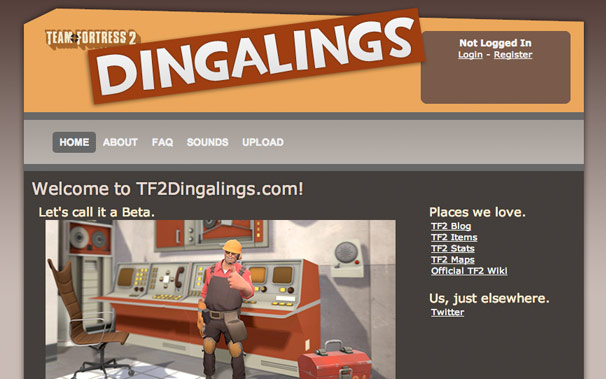 TEAM FORTRESS 2
DINGALINGS
Not Logged In
Login - Register
HOME ABOUT FAQ SOUNDS UPLOAD
Welcome to TF2Dingalings.com!
Let's call it a Beta.
Places we love.
TF2 Blog
TF2 Items
TF2 Stats
TF2 Maps
Official TF2 Wiki
Us, just elsewhere.
Twitter